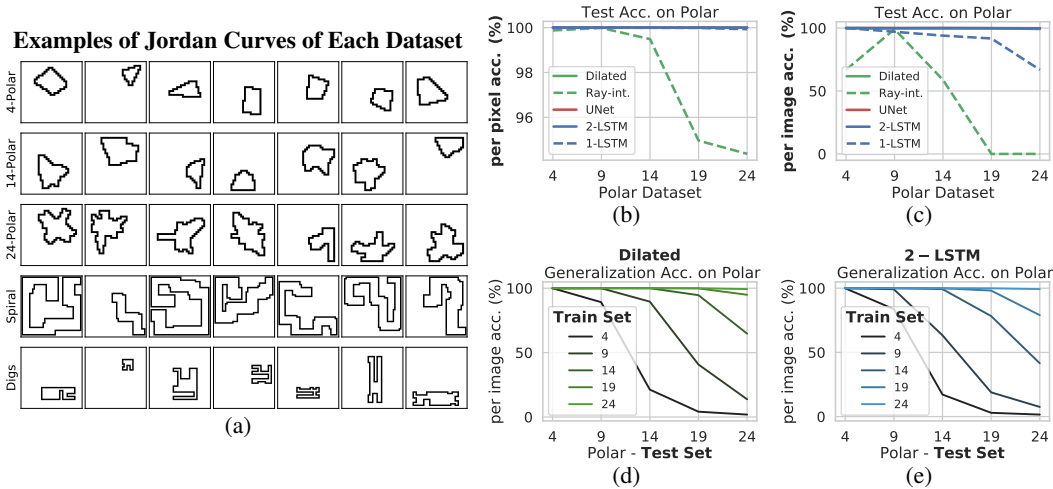 Examples of Jordan Curves of Each Dataset
4-Polar
14-Polar
24-Polar
Spiral
Digs
(a)
Test Acc. on Polar
per pixel acc. (%)
100
98
96
Dilated
Ray-int.
UNet
2-LSTM
1-LSTM
4 9 14 19 24
Polar Dataset
(b)
Test Acc. on Polar
per image acc. (%)
100
50
0
Dilated
Ray-int.
UNet
2-LSTM
1-LSTM
4 9 14 19 24
Polar Dataset
(c)
Dilated
Generalization Acc. on Polar
per image acc. (%)
100
50
0
Train Set
4
9
14
19
24
4 9 14 19 24
Polar - Test Set
(d)
2 − LSTM
Generalization Acc. on Polar
per image acc. (%)
100
50
0
Train Set
4
9
14
19
24
4 9 14 19 24
Polar - Test Set
(e)